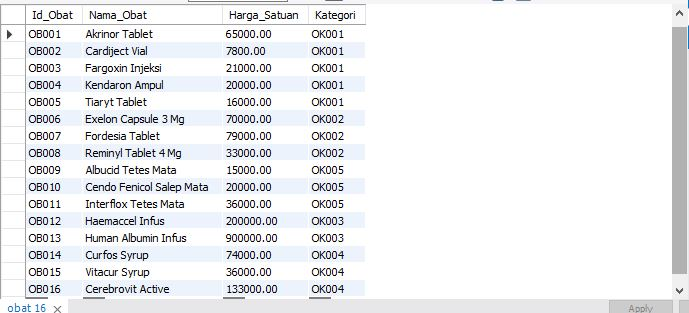 Id_Obat Nama_Obat Harga_Satuan Kategori
OB001 Akrinor Tablet 65000.00 OK001
OB002 Cardiject Vial 7800.00 OK001
OB003 Fargoxin Injeksi 21000.00 OK001
OB004 Kendaron Ampul 20000.00 OK001
OB005 Tiaryt Tablet 16000.00 OK001
OB006 Exelon Capsule 3 Mg 70000.00 OK002
OB007 Fordesia Tablet 79000.00 OK002
OB008 Reminyl Tablet 4 Mg 33000.00 OK002
OB009 Albucid Tetes Mata 15000.00 OK005
OB010 Cendo Fenicol Salep Mata 20000.00 OK005
OB011 Interflox Tetes Mata 36000.00 OK005
OB012 Haemaccel Infus 200000.00 OK003
OB013 Human Albumin Infus 900000.00 OK003
OB014 Curfos Syrup 74000.00 OK004
OB015 Vitacur Syrup 36000.00 OK004
OB016 Cerebrovit Active 133000.00 OK004
obat 16 Apply